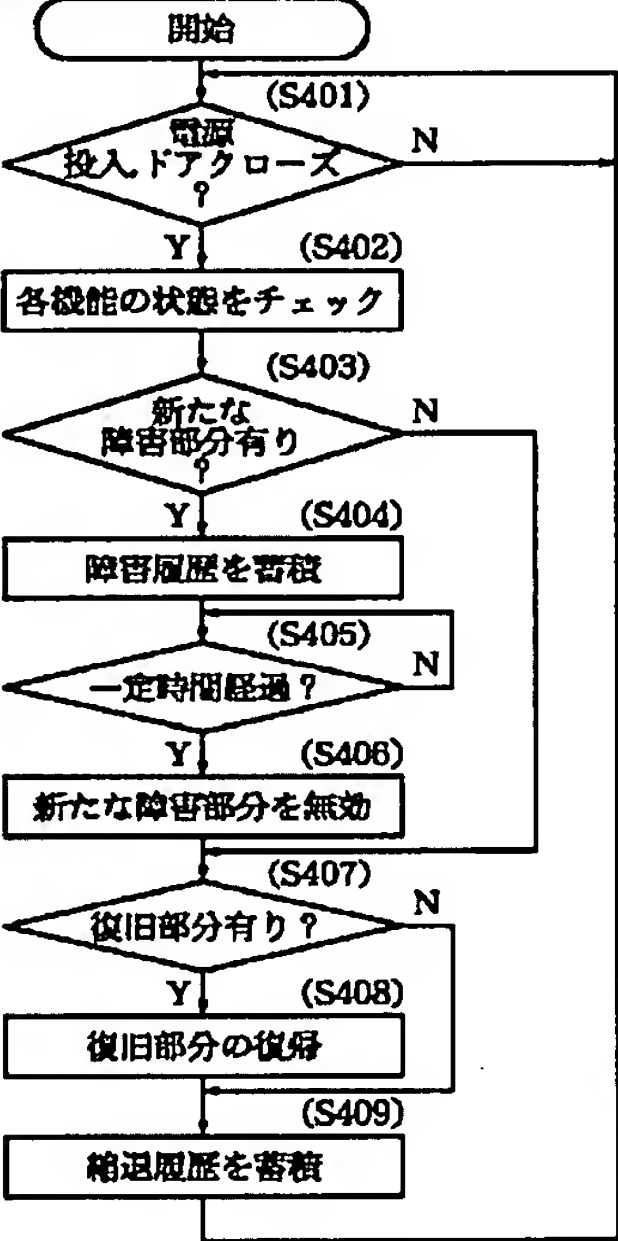 開始
(S401)
電源
投入,ドアクローズ
?
N
Y
(S402)
各機能の状態をチェック
(S403)
新たな
障害部分有り
?
N
Y
(S404)
障害履歴を蓄積
(S405)
一定時間経過?
N
Y
(S406)
新たな障害部分を無効
(S407)
復旧部分有り?
N
Y
(S408)
復旧部分の復帰
(S409)
縮退履歴を蓄積